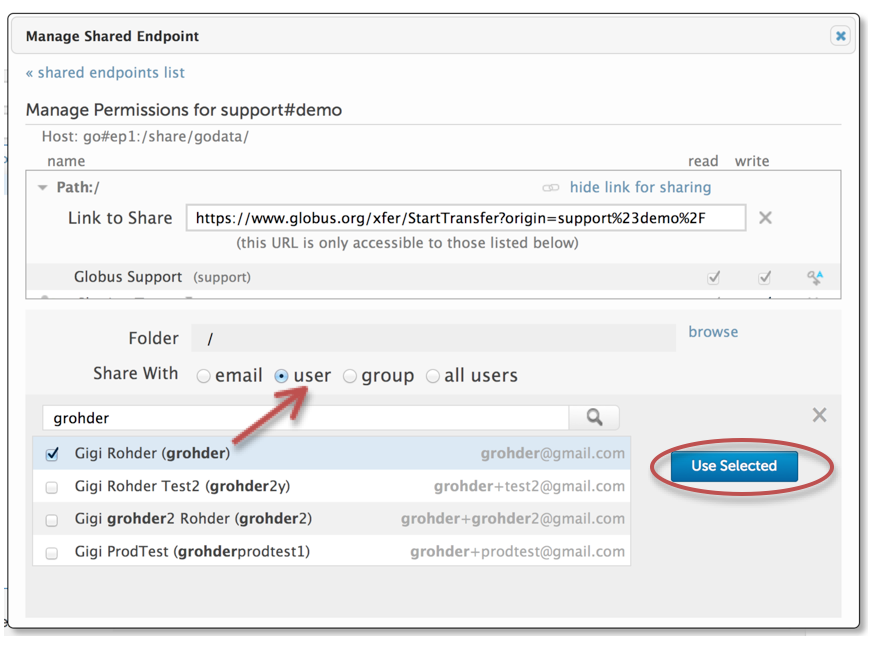 Manage Shared Endpoint
« shared endpoints list
Manage Permissions for support#demo
Host: go#ep1:/share/godata/
name read write
Path:/ hide link for sharing
Link to Share https://www.globus.org/xfer/StartTransfer?origin=support%23demo%2F
(this URL is only accessible to those listed below)
Globus Support (support)
Folder / browse
Share With email user group all users
grohder
Gigi Rohder (grohder) grohder@gmail.com
Use Selected
Gigi Rohder Test2 (grohder2y) grohder+test2@gmail.com
Gigi grohder2 Rohder (grohder2) grohder+grohder2@gmail.com
Gigi ProdTest (grohderprodtest1) grohder+prodtest@gmail.com